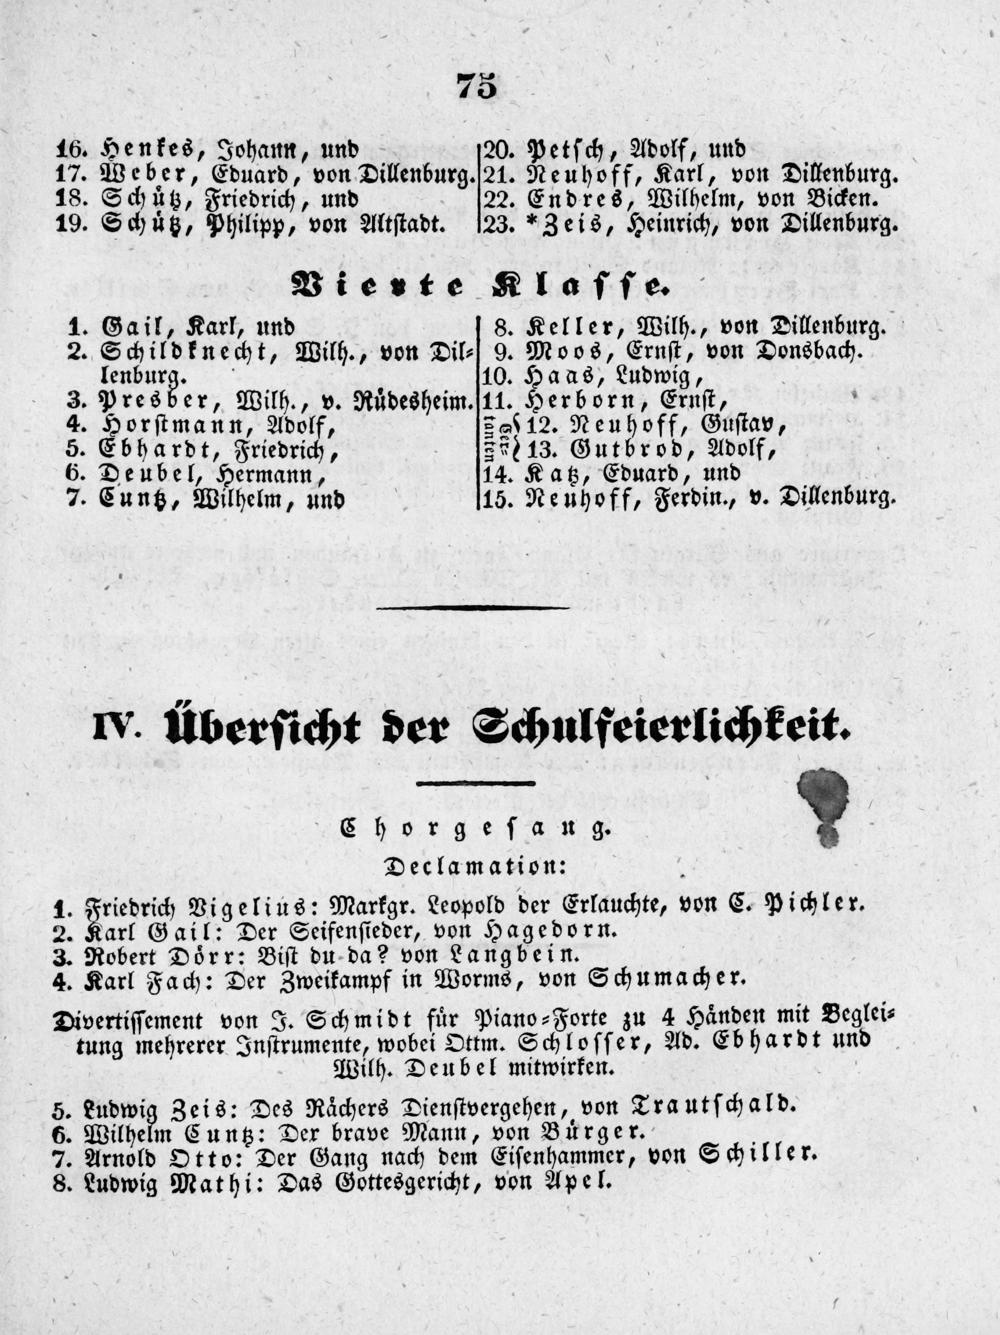 75
16. Henkes, Johann, und
17. Weber, Eduard, von Dillenburg.
18. Schütz, Friedrich, und
19. Schütz, Philipp, von Altstadt.
20. Petsch, Adolf, und
21. Neuhoff, Karl, von Dillenburg.
22. Endres, Wilhelm, von Bicken.
23. *Zeis, Heinrich, von Dillenburg.
Vierte Klasse.
1. Gail, Karl, und
2. Schildknecht, Wilh., von Dil-
lenburg.
3. Presber, Wilh., v. Rüdesheim.
4. Horstmann, Adolf,
5. Ebhardt, Friedrich,
6. Deubel, Hermann,
7. Cuntz, Wilhelm, und
8. Keller, Wilh., von Dillenburg.
9. Moos, Ernst, von Donsbach.
10. Haas, Ludwig,
11. Herborn, Ernst,
12. Neuhoff, Gustav,
13. Gutbrod, Adolf,
14. Katz, Eduard, und
15. Neuhoff, Ferdin., v. Dillenburg.
IV. Übersicht der Schulfeierlichkeit.
Chorgesang.
Declamation:
1. Friedrich Vigelius: Markgr. Leopold der Erlauchte, von C. Pichler.
2. Karl Gail: Der Seifensieder, von Hagedorn.
3. Robert Dörr: Bist du da? von Langbein.
4. Karl Fach: Der Zweikampf in Worms, von Schumacher.
Divertissement von J. Schmidt für Piano-Forte zu 4 Händen mit Beglei-
tung mehrerer Instrumente, wobei Ottm. Schlosser, Ad. Ebhardt und
Wilh. Deubel mitwirken.
5. Ludwig Zeis: Des Rächers Dienstvergehen, von Trautschald.
6. Wilhelm Cuntz: Der brave Mann, von Bürger.
7. Arnold Otto: Der Gang nach dem Eisenhammer, von Schiller.
8. Ludwig Mathi: Das Gottesgericht, von Apel.